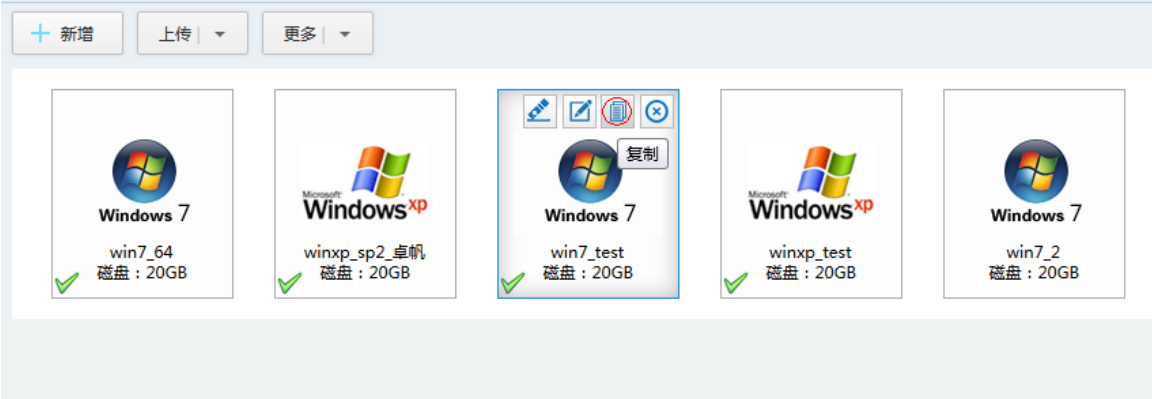 新增
上传
更多
复制
Windows 7
win7_64
磁盘：20GB
Microsoft
Windows xp
winxp_sp2_卓帆
磁盘：20GB
Windows 7
win7_test
磁盘：20GB
Microsoft
Windows xp
winxp_test
磁盘：20GB
Windows 7
win7_2
磁盘：20GB